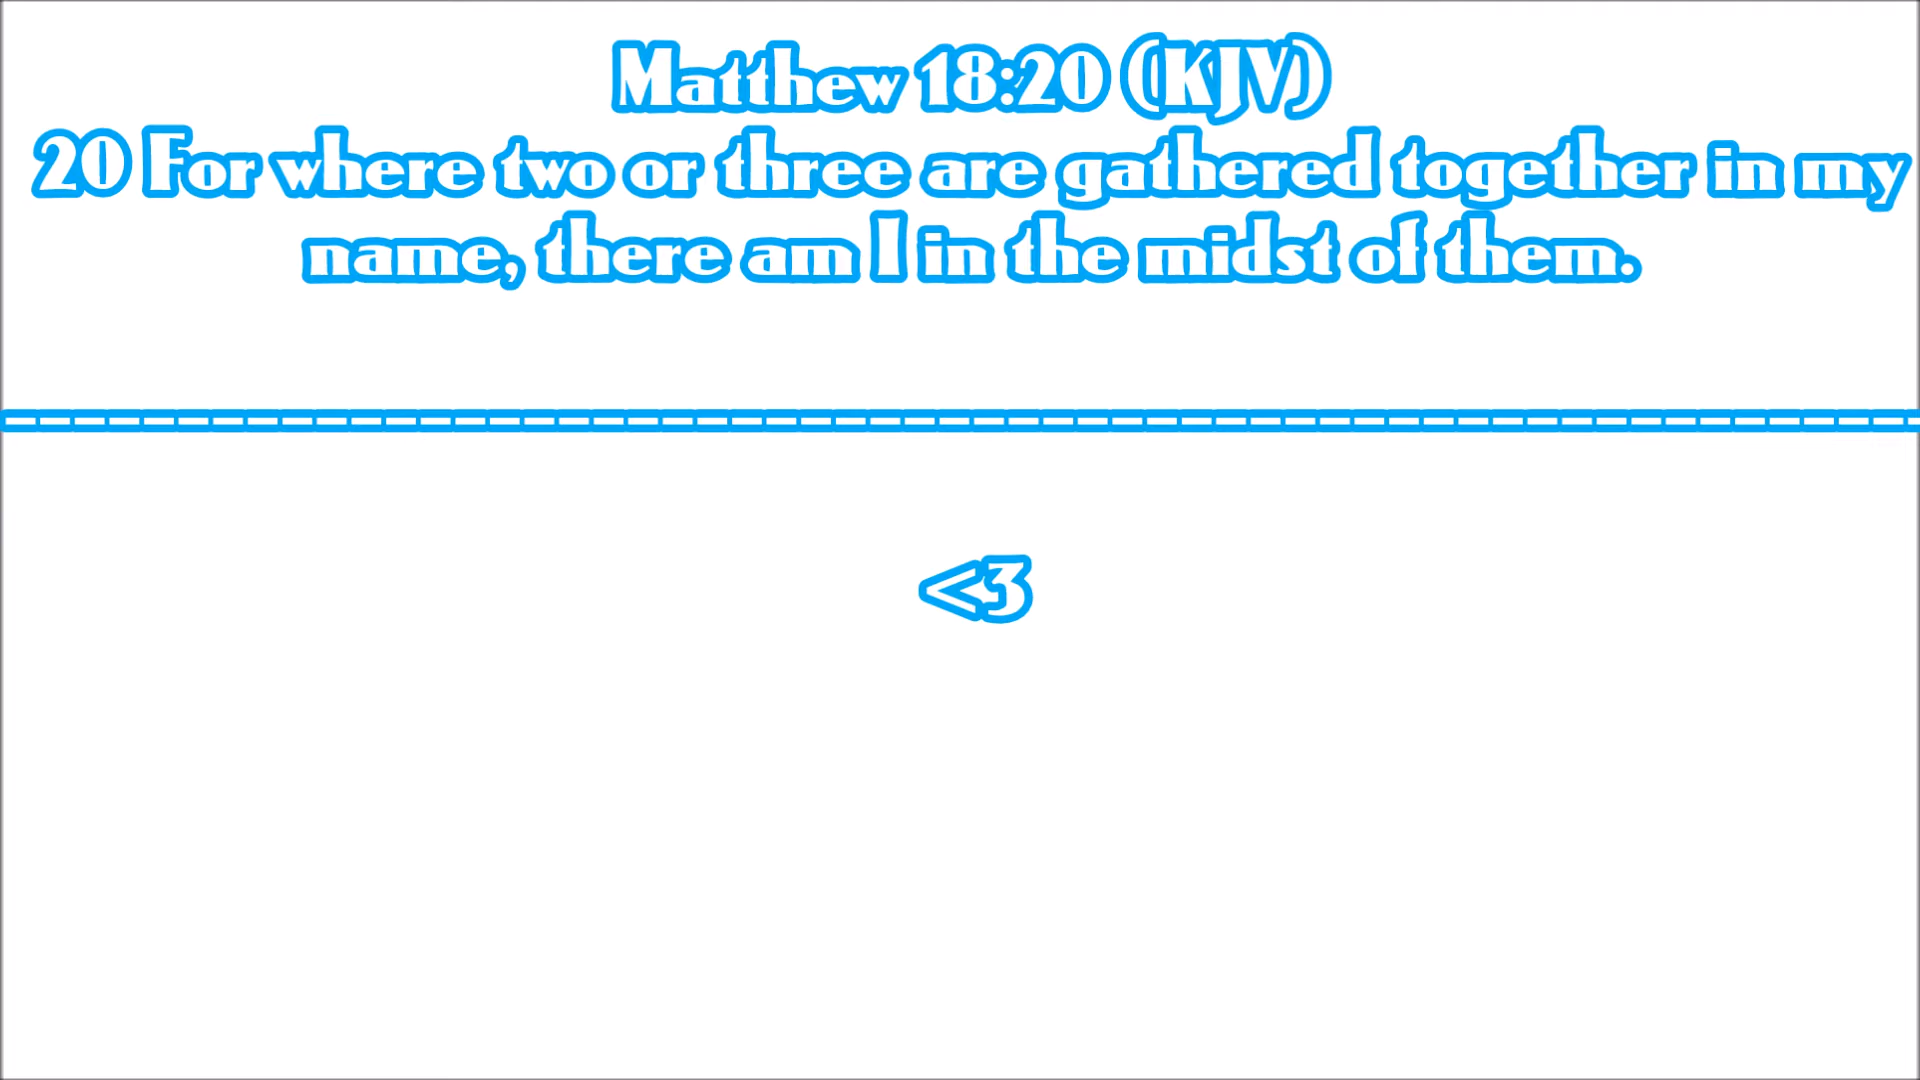 Matthew 18:20 (KJV)
20 For where two or three are gathered together in my
name, there am I in the midst of them.
-------------------------------------------------------
<3